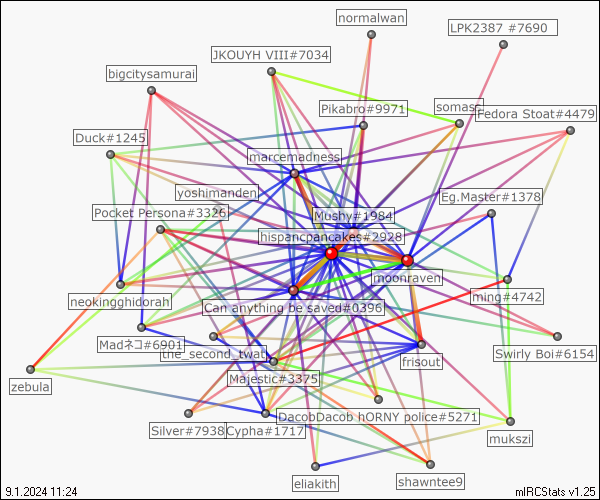 normalwan
LPK2387 #7690
JKOUYH VIII#7034
bigcitysamurai
Pikabro#9971
somasc
Fedora Stoat#4479
Duck#1245
marcemadness
yoshimanden
Eg.Master#1378
Pocket Persona#3326
Mushy#1984
hispancpancakes#2928
moonraven
neokingghidorah
ming#4742
Can anything be saved#0396
Madネコ#6901
the_second_twat
Swirly Boi#6154
frisout
zebula
Majestic#3375
DacobDacob hORNY police#5271
Silver#7938
Cypha#1717
mukszi
eliakith
shawntee9
9.1.2024 11:24
mIRCStats v1.25